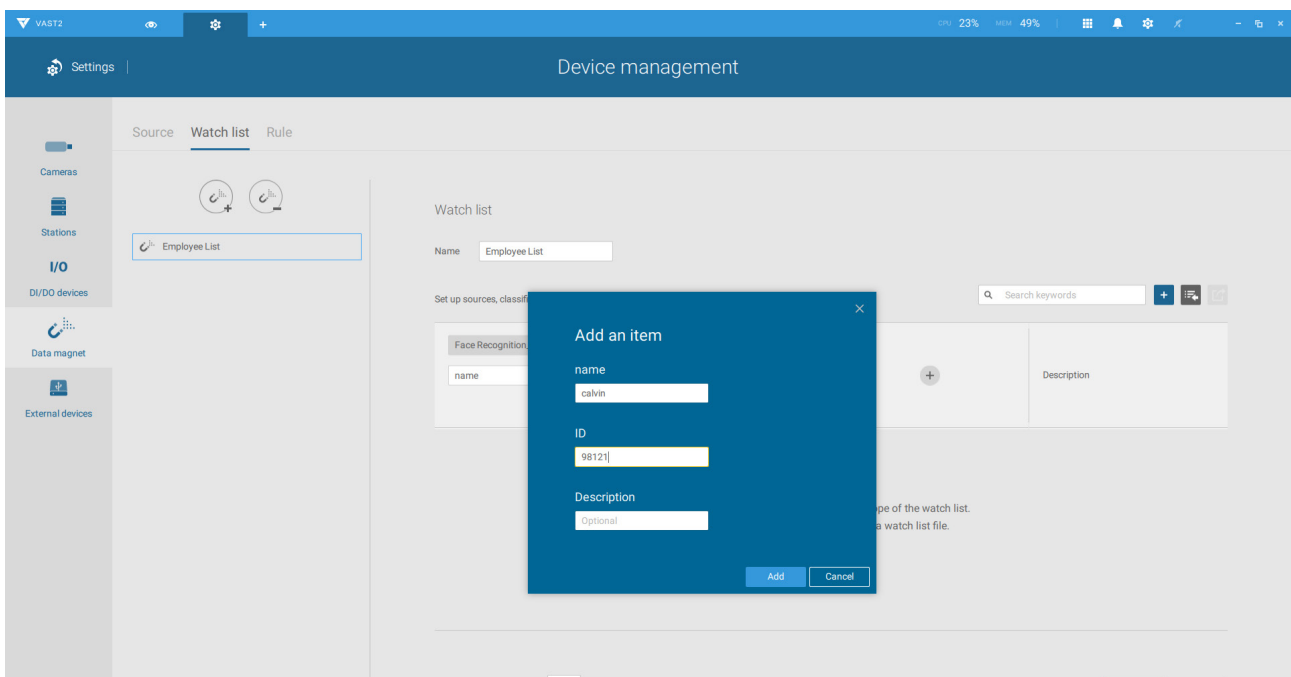 VAST2
CPU 23% MEM 49%
Settings
Device management
Source Watch list Rule
Cameras
Stations
I/O
DI/DO devices
Data magnet
External devices
Employee List
Watch list
Name Employee List
Set up sources, classifi
Search keywords
Face Recognition,
name
Description
Add an item
name
calvin
ID
98121
Description
Optional
Add Cancel
pe of the watch list.
a watch list file.